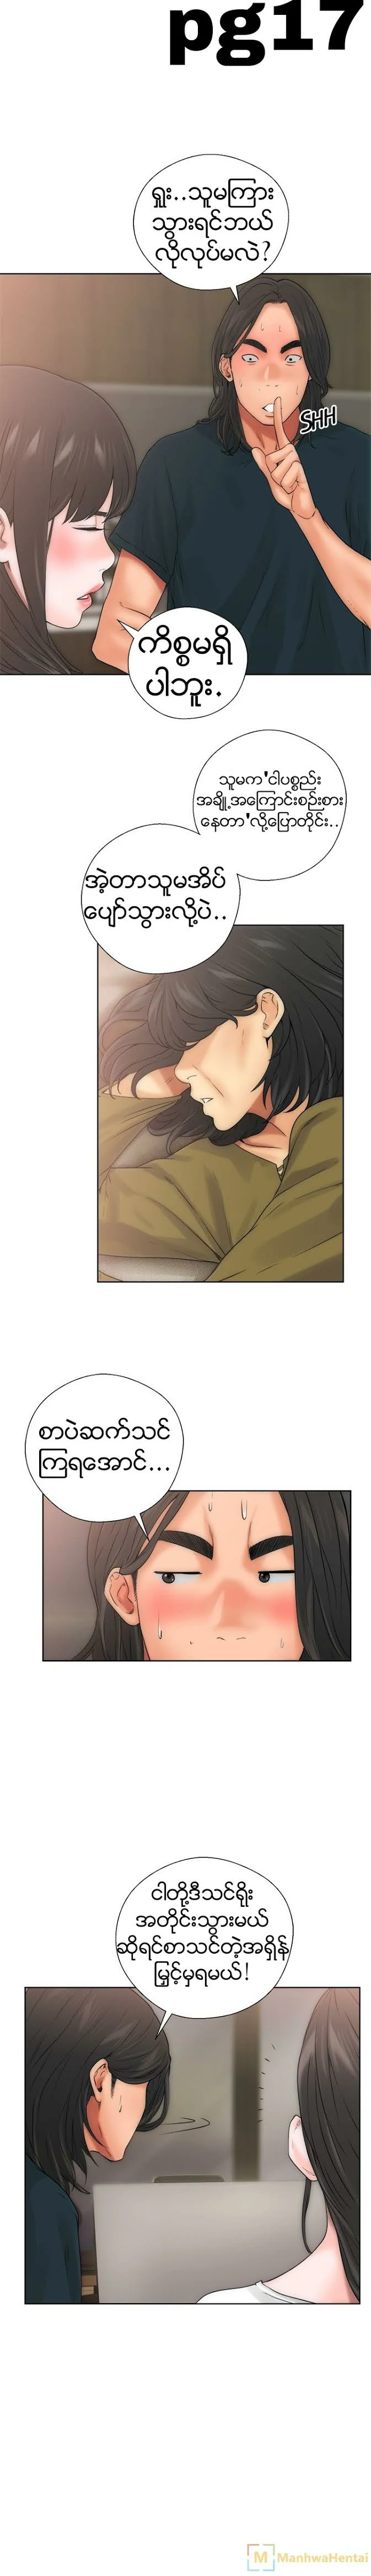 pg17
ရှူး..သူမကြား
သွားရင်ဘယ်
လိုလုပ်မလဲ?
SHH
ကိစ္စမရှိ
ပါဘူး.
သူမက'ငါပစ္စည်း
အချို့အကြောင်းစဉ်းစား
နေတာ'လို့ပြောတိုင်း..
အဲ့တာသူမအိပ်
ပျော်သွားလို့ပဲ..
စာပဲဆက်သင်
ကြရအောင်...
ငါတို့ဒီသင်ရိုး
အတိုင်းသွားမယ်
ဆိုရင်စာသင်တဲ့အရှိန်
မြှင့်မှရမယ်!
M ManhwaHentai